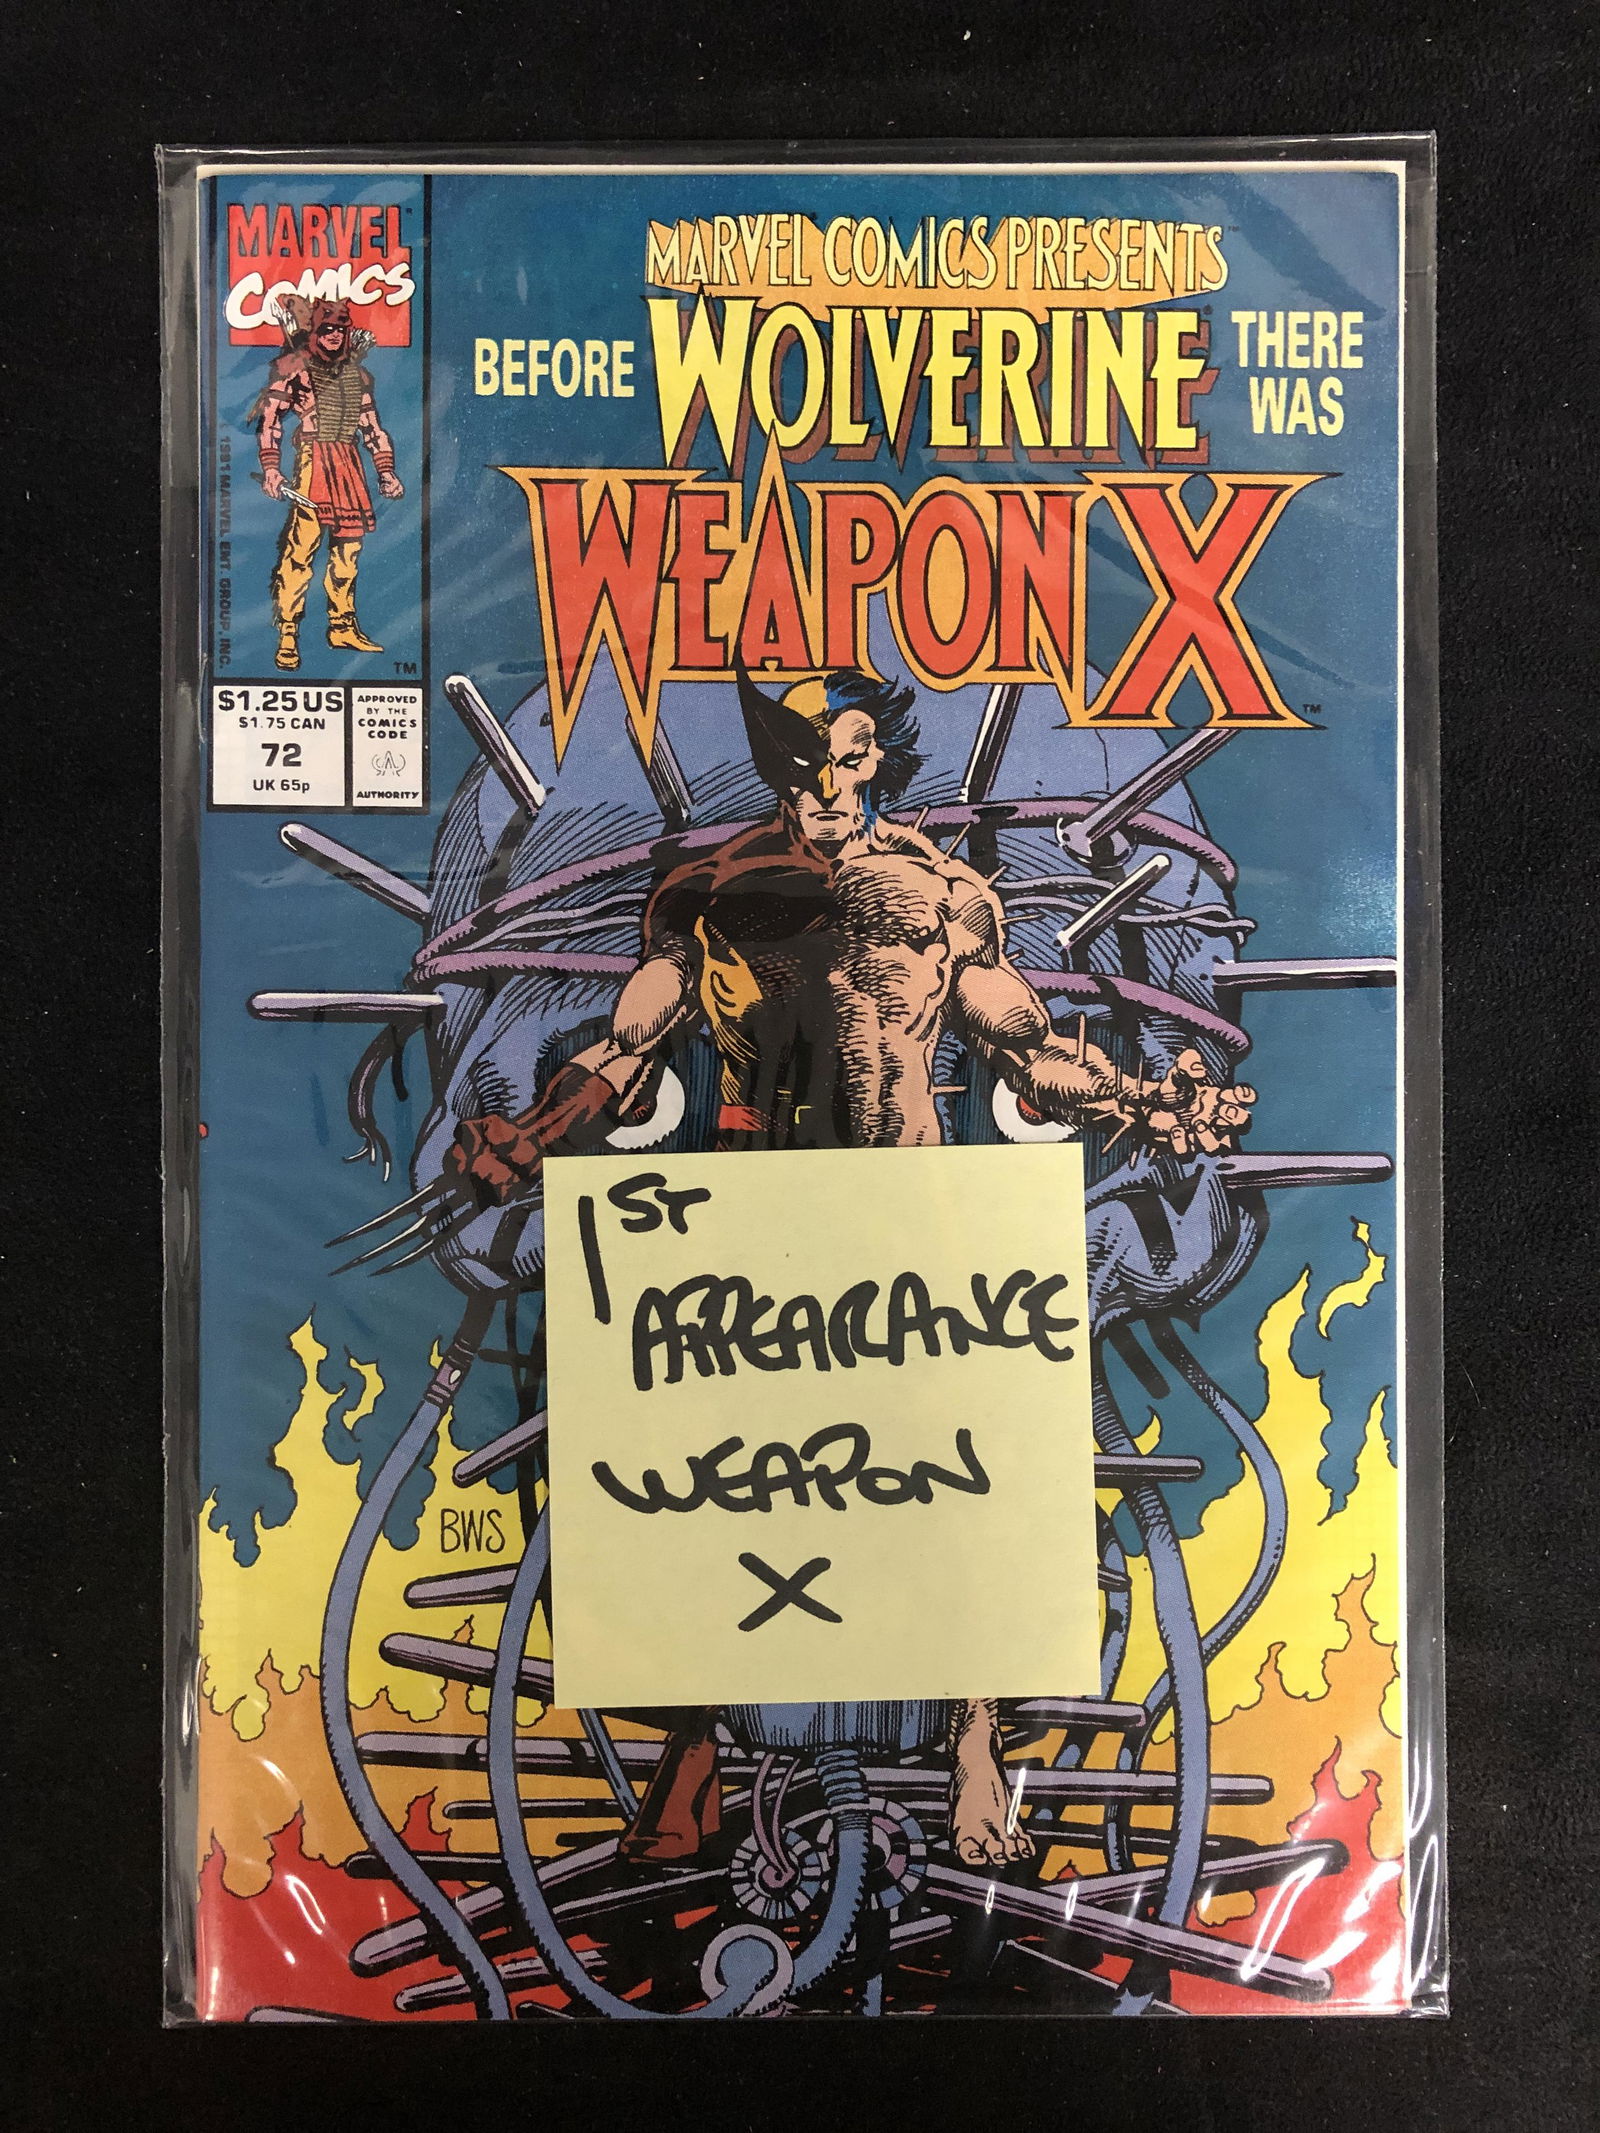 MARVEL
COMICS
© 1991 MARVEL ENT. GROUP, INC.
TM
$1.25 US
$1.75 CAN
72
UK 65p
APPROVED
BY THE
COMICS
CODE
AUTHORITY
MARVEL COMICS PRESENTS™
BEFORE WOLVERINE THERE WAS
WEAPON X
TM
1ST
APPEARANCE
WEAPON
X
BWS